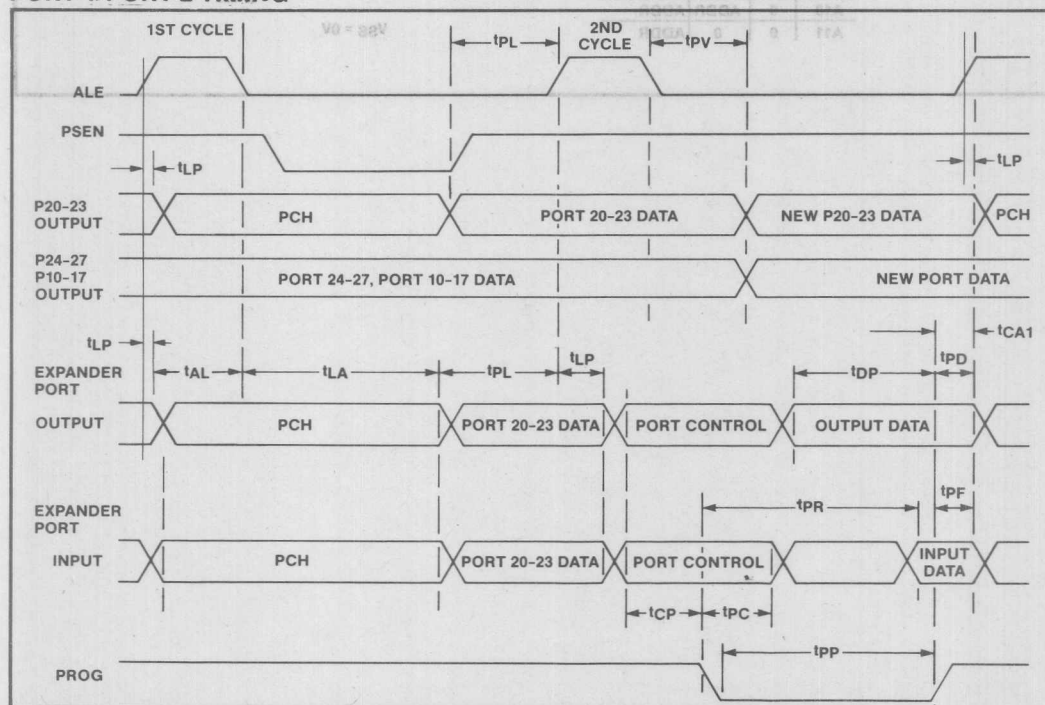 1ST CYCLE
2ND
CYCLE
tPL
tPV
ALE
PSEN
tLP
tLP
P20-23
OUTPUT
PCH
PORT 20-23 DATA
NEW P20-23 DATA
PCH
P24-27
P10-17
OUTPUT
PORT 24-27, PORT 10-17 DATA
NEW PORT DATA
tCA1
tLP
tAL
tLA
tPL
tLP
tDP
tPD
EXPANDER
PORT
OUTPUT
PCH
PORT 20-23 DATA
PORT CONTROL
OUTPUT DATA
tPR
tPF
EXPANDER
PORT
INPUT
PCH
PORT 20-23 DATA
PORT CONTROL
INPUT
DATA
tCP
tPC
tPP
PROG